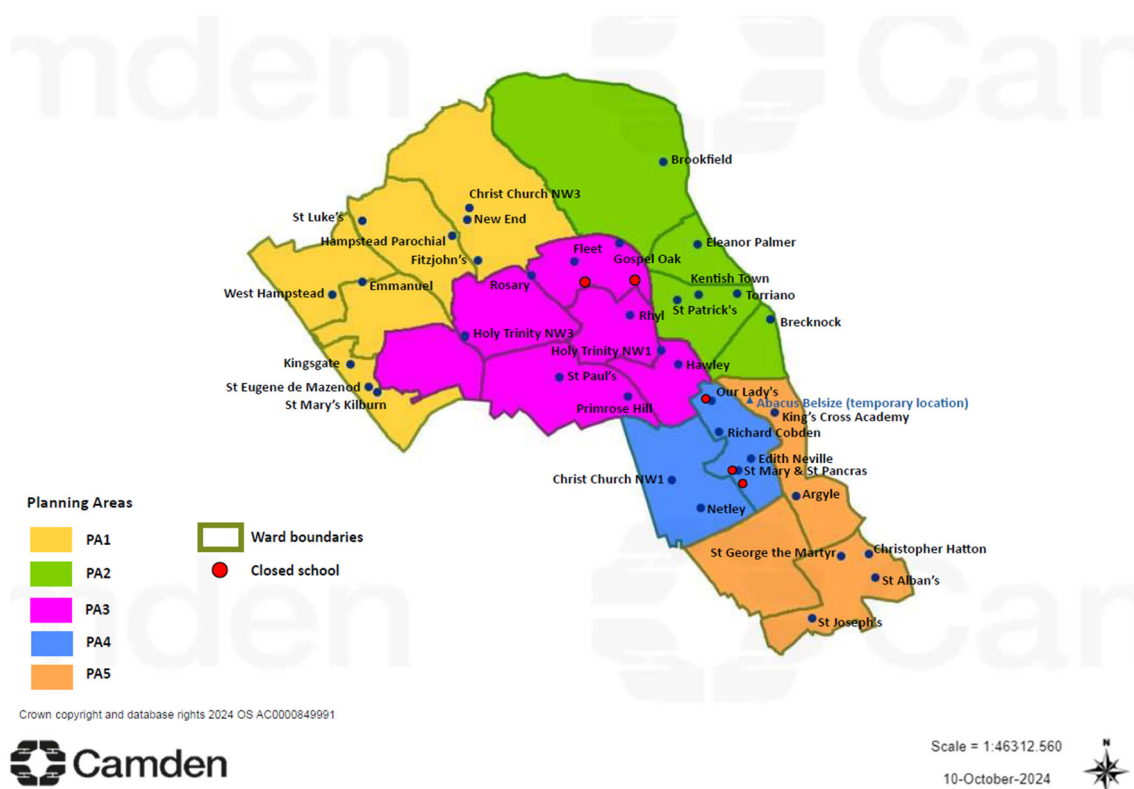 mden
Cam
Brookfield
Christ Church NW3
St Luke's
New End
Hampstead Parochial
Fitzjohn's
Fleet
Eleanor Palmer
Gospel Oak
Kentish Town
Rosary
Emmanuel
West Hampstead
Torriano
St Patrick's
Rhyl
Brecknock
Holy Trinity NW3
Holy Trinity NW1
Kingsgate
Hawley
St Paul's
St Eugene de Mazenod
Our Lady's
St Mary's Kilburn
Primrose Hill
Abacus Belsize (temporary location)
King's Cross Academy
Richard Cobden
Edith Neville
St Mary & St Pancras
Christ Church NW1
Argyle
Netley
St George the Martyr
Christopher Hatton
St Alban's
St Joseph's
Planning Areas
PA1
PA2
PA3
PA4
PA5
Ward boundaries
Closed school
mden
Cam
Crown copyright and database rights 2024 OS AC0000849991
Camden
Scale = 1:46312.560
10-October-2024
N